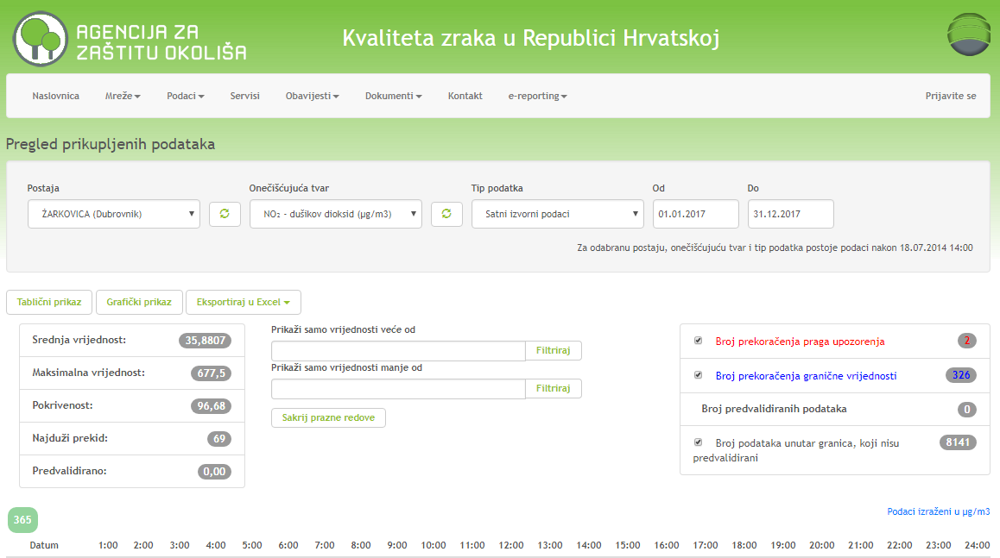 AGENCIJA ZA
ZAŠTITU OKOLIŠA
Kvaliteta zraka u Republici Hrvatskoj
Naslovnica Mreže Podaci Servisi Obavijesti Dokumenti Kontakt e-reporting Prijavite se
Pregled prikupljenih podataka
Postaja Onečišćujuća tvar Tip podatka Od Do
ŽARKOVICA (Dubrovnik) NO₂ - dušikov dioksid (µg/m3) Satni izvorni podaci 01.01.2017 31.12.2017
Za odabranu postaju, onečišćujuću tvar i tip podatka postoje podaci nakon 18.07.2014 14:00
Tablični prikaz Grafički prikaz Eksportiraj u Excel
Srednja vrijednost: 35,8807
Maksimalna vrijednost: 677,5
Pokrivenost: 96,68
Najduži prekid: 69
Predvalidirano: 0,00
Prikaži samo vrijednosti veće od
Filtriraj
Prikaži samo vrijednosti manje od
Filtriraj
Sakrij prazne redove
Broj prekoračenja praga upozorenja 2
Broj prekoračenja granične vrijednosti 326
Broj predvalidiranih podataka 0
Broj podataka unutar granica, koji nisu 8141
predvalidirani
Podaci izraženi u µg/m3
365
Datum 1:00 2:00 3:00 4:00 5:00 6:00 7:00 8:00 9:00 10:00 11:00 12:00 13:00 14:00 15:00 16:00 17:00 18:00 19:00 20:00 21:00 22:00 23:00 24:00